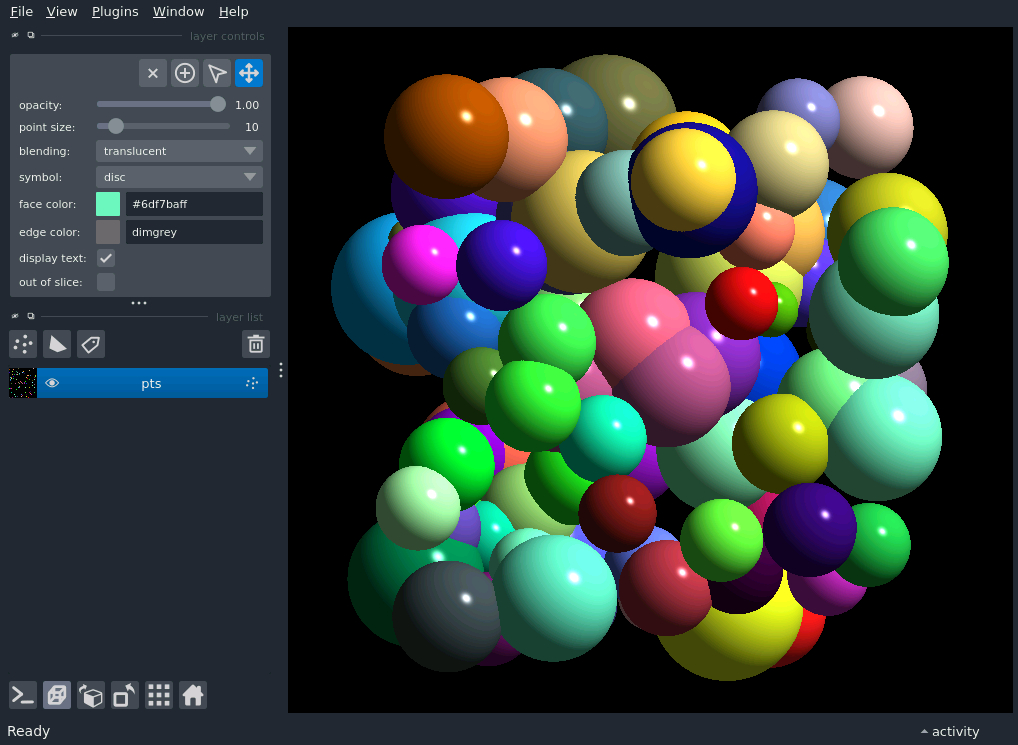 File View Plugins Window Help
layer controls
opacity: 1.00
point size: 10
blending: translucent
symbol: disc
face color: #6df7baff
edge color: dimgrey
display text:
out of slice:
layer list
pts
Ready
activity